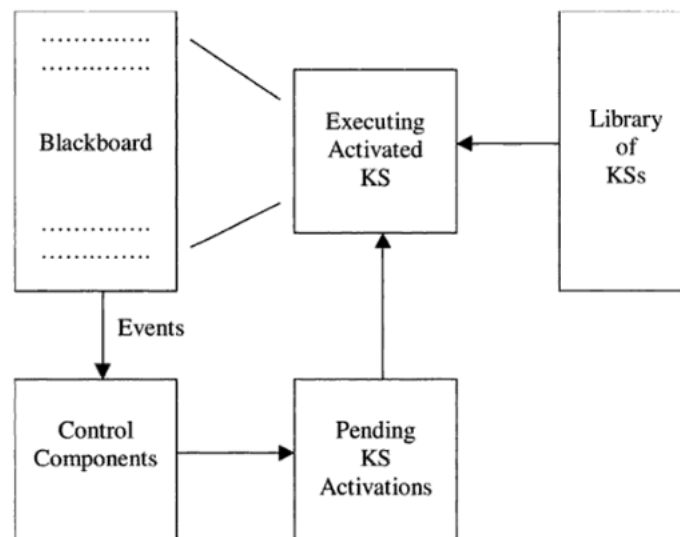 Blackboard
Executing
Activated
KS
Library
of
KSs
Events
Control
Components
Pending
KS
Activations